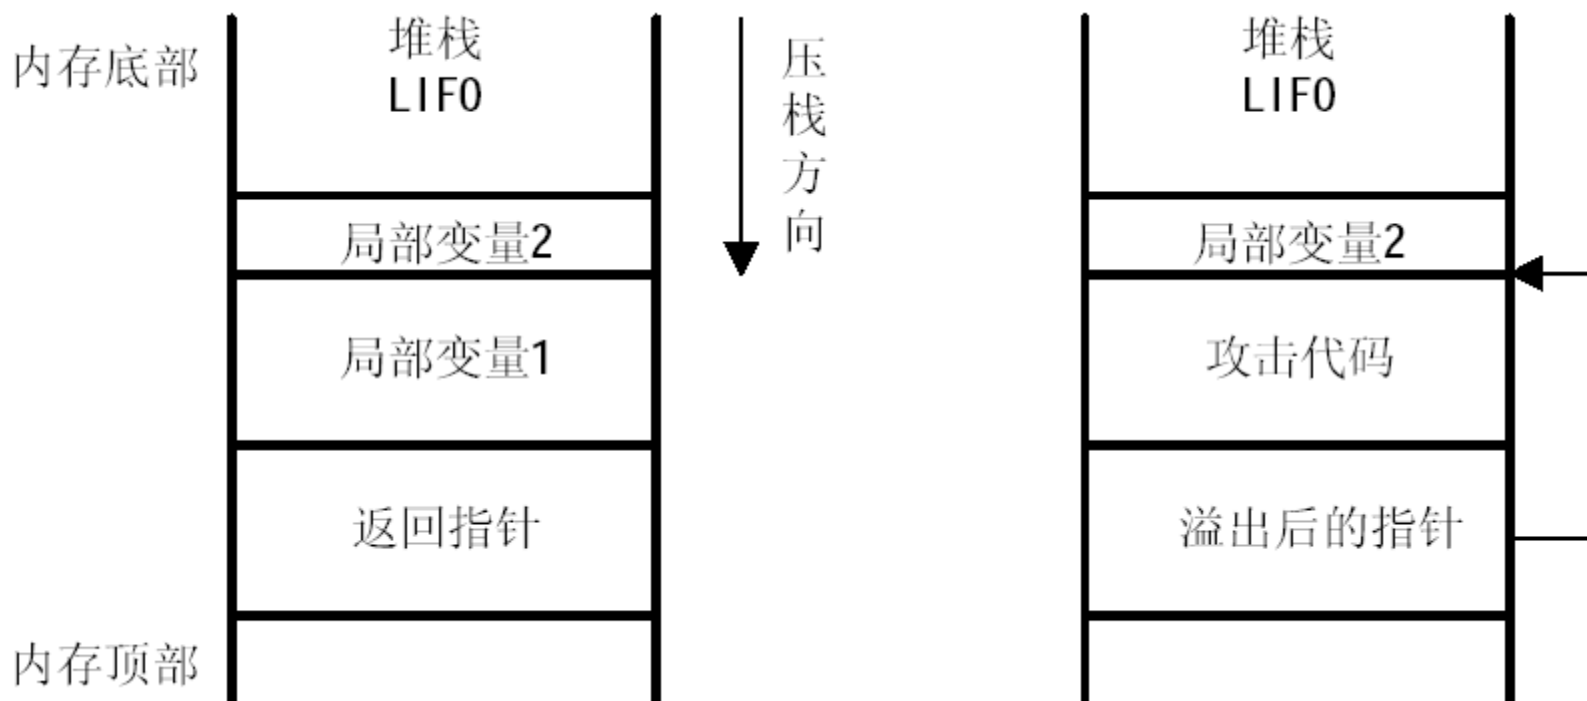 内存底部
堆栈
LIFO
压栈方向
局部变量2
局部变量1
返回指针
内存顶部
堆栈
LIFO
局部变量2
攻击代码
溢出后的指针